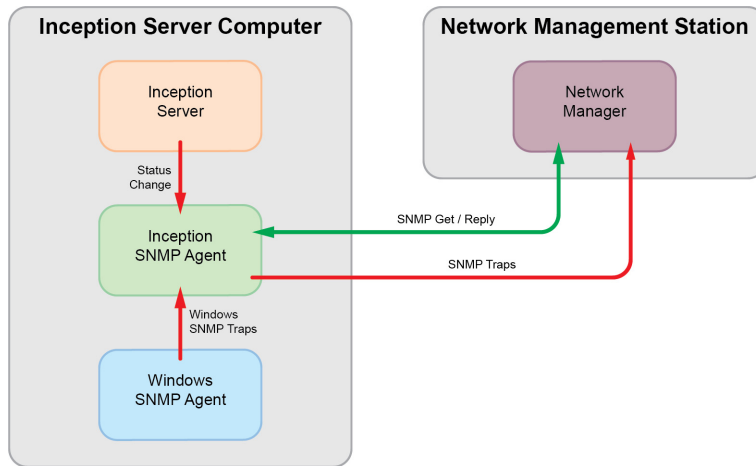 Inception Server Computer
Network Management Station
Inception
Server
Network
Manager
Status
Change
Inception
SNMP Agent
SNMP Get / Reply
SNMP Traps
Windows
SNMP Traps
Windows
SNMP Agent